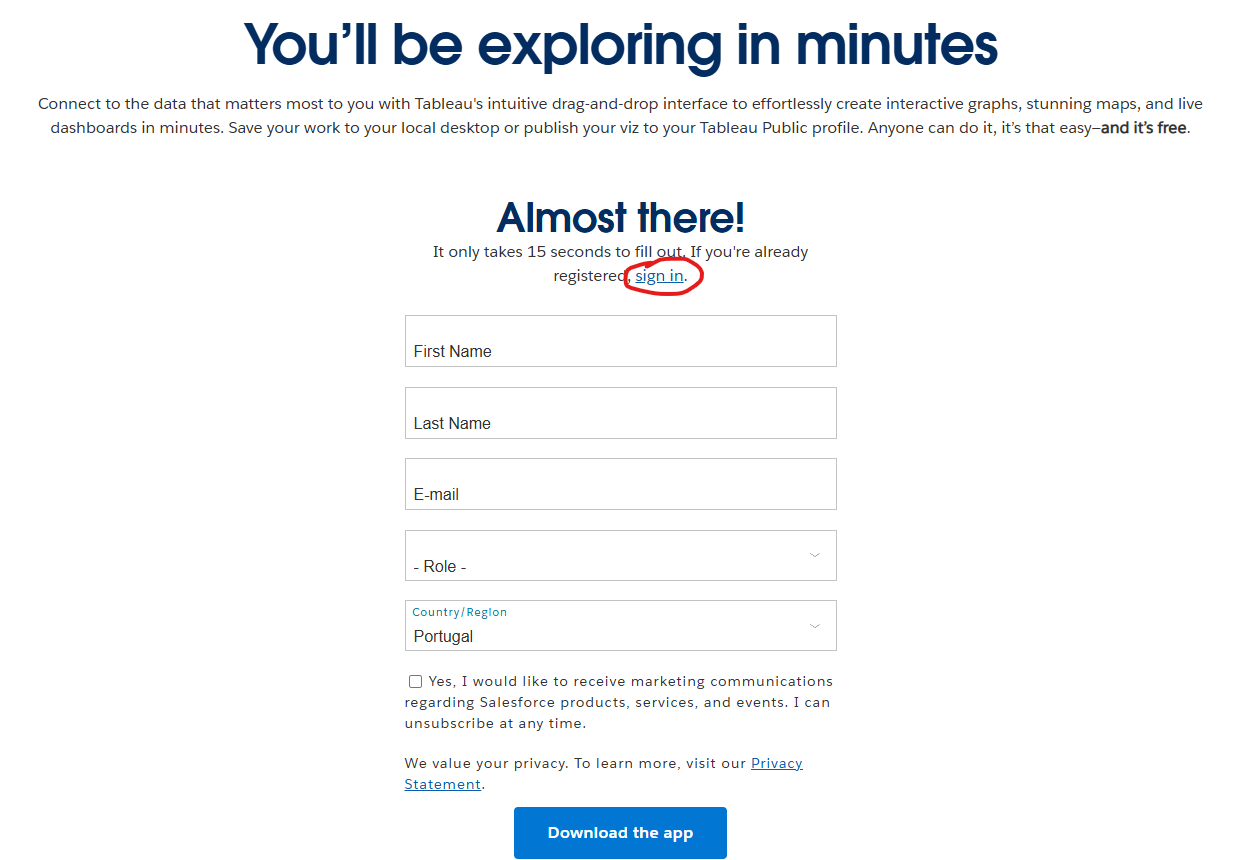 You’ll be exploring in minutes
Connect to the data that matters most to you with Tableau's intuitive drag-and-drop interface to effortlessly create interactive graphs, stunning maps, and live
dashboards in minutes. Save your work to your local desktop or publish your viz to your Tableau Public profile. Anyone can do it, it’s that easy—and it’s free.
Almost there!
It only takes 15 seconds to fill out. If you're already
registered, sign in.
First Name
Last Name
E-mail
- Role -
Country/Region
Portugal
Yes, I would like to receive marketing communications
regarding Salesforce products, services, and events. I can
unsubscribe at any time.
We value your privacy. To learn more, visit our Privacy
Statement.
Download the app